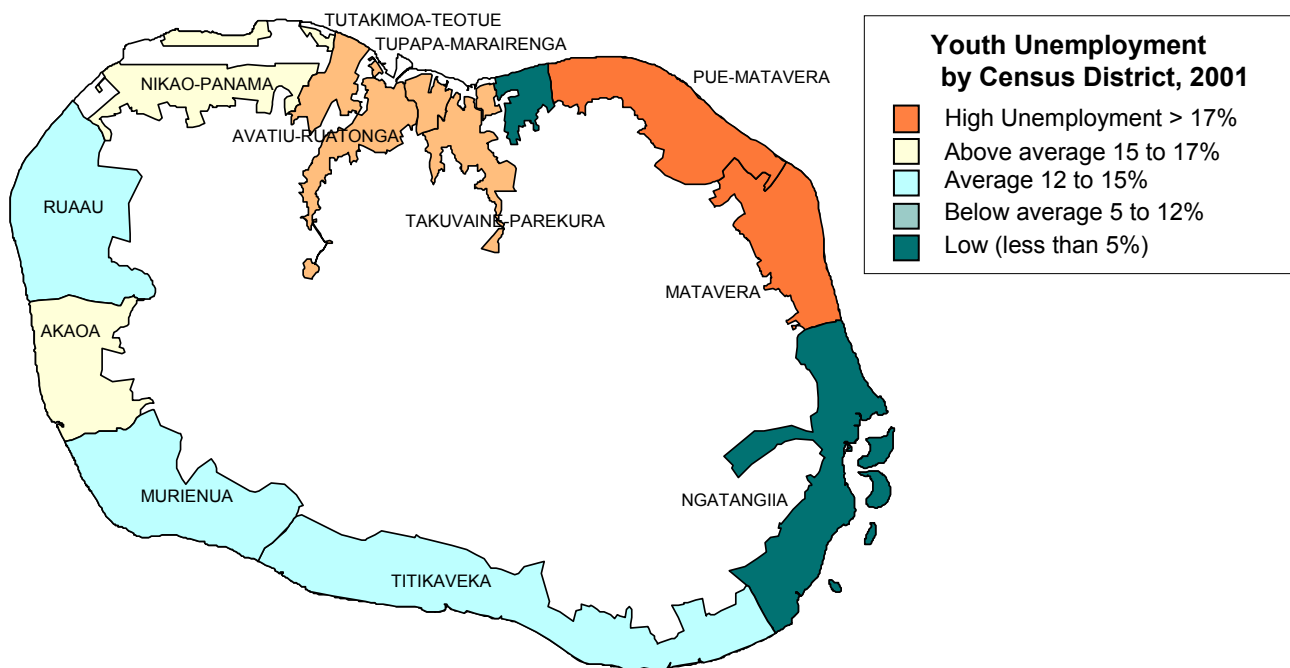 TUTAKIMOA-TEOTUE
TUPAPA-MARAIRENGA
PUE-MATAVERA
NIKAO-PANAMA
AVATIU-RUATONGA
RUAAU
TAKUVAINE-PAREKURA
MATAVERA
AKAOA
MURIENUA
NGATANGIIA
TITIKAVEKA
Youth Unemployment
by Census District, 2001
High Unemployment > 17%
Above average 15 to 17%
Average 12 to 15%
Below average 5 to 12%
Low (less than 5%)